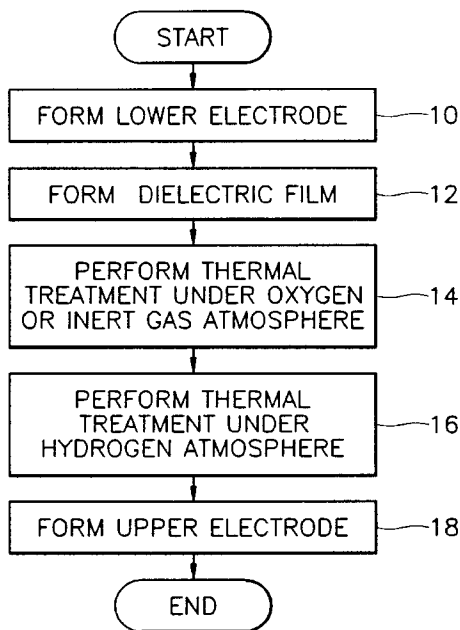 START
FORM LOWER ELECTRODE 10
FORM DIELECTRIC FILM 12
PERFORM THERMAL
TREATMENT UNDER OXYGEN
OR INERT GAS ATMOSPHERE
14
PERFORM THERMAL
TREATMENT UNDER
HYDROGEN ATMOSPHERE
16
FORM UPPER ELECTRODE 18
END